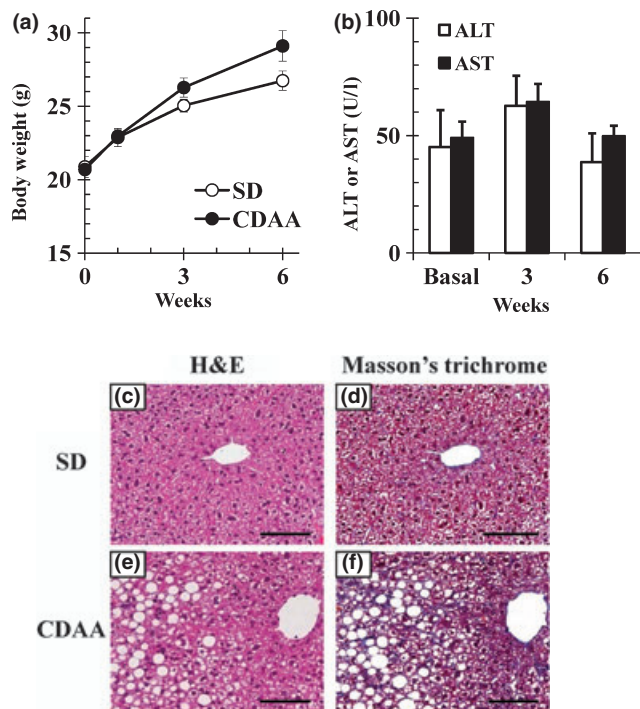 (a)
30
25
20
15
Body weight (g)
SD
CDAA
0 3 6
Weeks
(b)
100
50
0
ALT or AST (U/l)
ALT
AST
Basal 3 6
Weeks
H&E Masson's trichrome
SD
(c) (d)
CDAA
(e) (f)